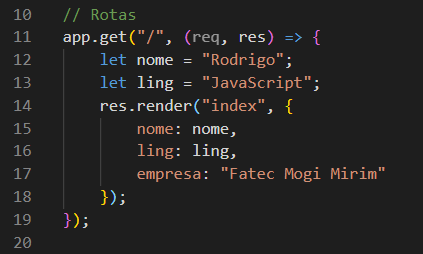 10 // Rotas
11 app.get("/", (req, res) => {
12     let nome = "Rodrigo";
13     let ling = "JavaScript";
14     res.render("index", {
15         nome: nome,
16         ling: ling,
17         empresa: "Fatec Mogi Mirim"
18     });
19 });
20